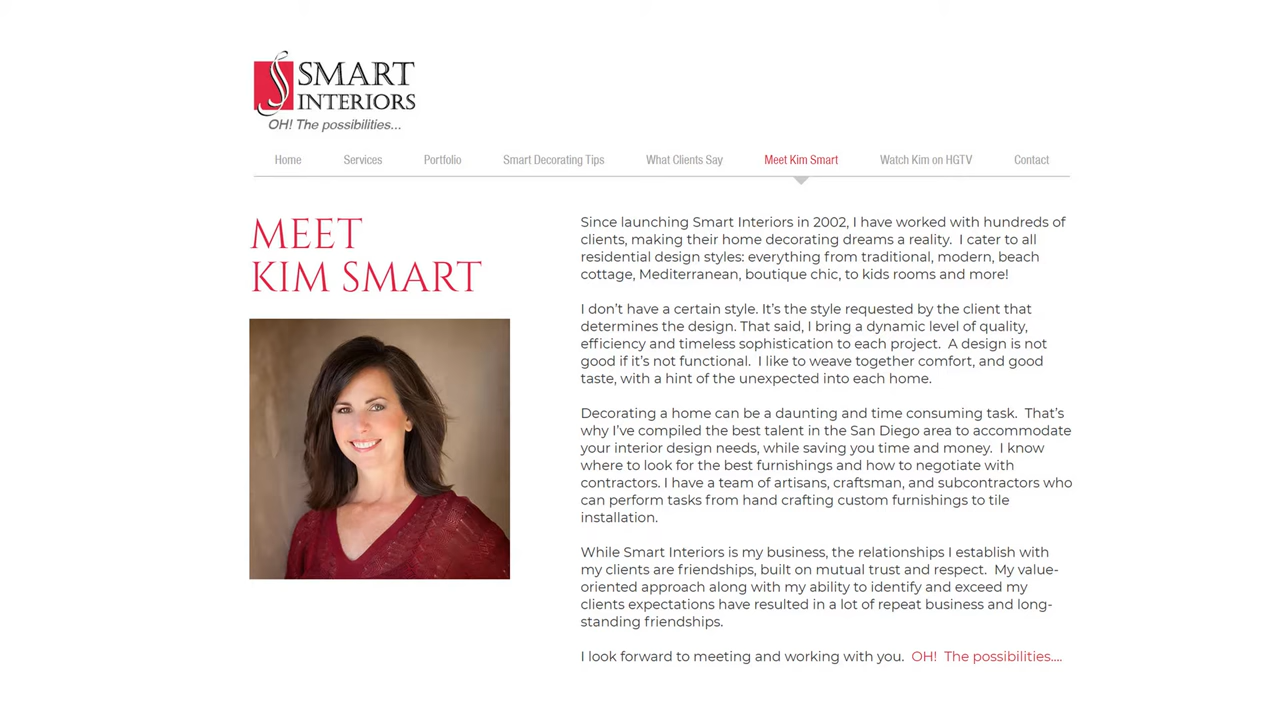 SMART
INTERIORS
OH! The possibilities...
Home Services Portfolio Smart Decorating Tips What Clients Say Meet Kim Smart Watch Kim on HGTV Contact
MEET
KIM SMART
Since launching Smart Interiors in 2002, I have worked with hundreds of
clients, making their home decorating dreams a reality.  I cater to all
residential design styles: everything from traditional, modern, beach
cottage, Mediterranean, boutique chic, to kids rooms and more!
I don't have a certain style. It's the style requested by the client that
determines the design. That said, I bring a dynamic level of quality,
efficiency and timeless sophistication to each project.  A design is not
good if it's not functional.  I like to weave together comfort, and good
taste, with a hint of the unexpected into each home.
Decorating a home can be a daunting and time consuming task.  That's
why I've compiled the best talent in the San Diego area to accommodate
your interior design needs, while saving you time and money.  I know
where to look for the best furnishings and how to negotiate with
contractors. I have a team of artisans, craftsman, and subcontractors who
can perform tasks from hand crafting custom furnishings to tile
installation.
While Smart Interiors is my business, the relationships I establish with
my clients are friendships, built on mutual trust and respect.  My value-
oriented approach along with my ability to identify and exceed my
clients expectations have resulted in a lot of repeat business and long-
standing friendships.
I look forward to meeting and working with you.  OH!  The possibilities....